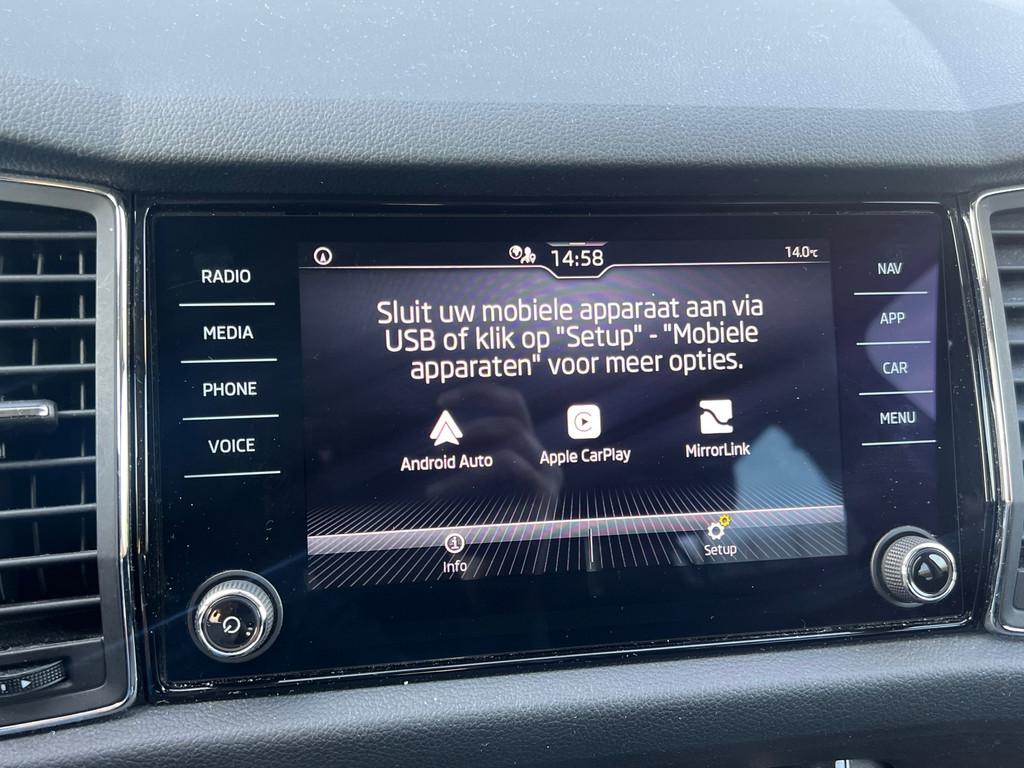 14:58
14.0°C
RADIO
MEDIA
PHONE
VOICE
Sluit uw mobiele apparaat aan via
USB of klik op "Setup" - "Mobiele
apparaten" voor meer opties.
Android Auto
Apple CarPlay
MirrorLink
Info
Setup
NAV
APP
CAR
MENU